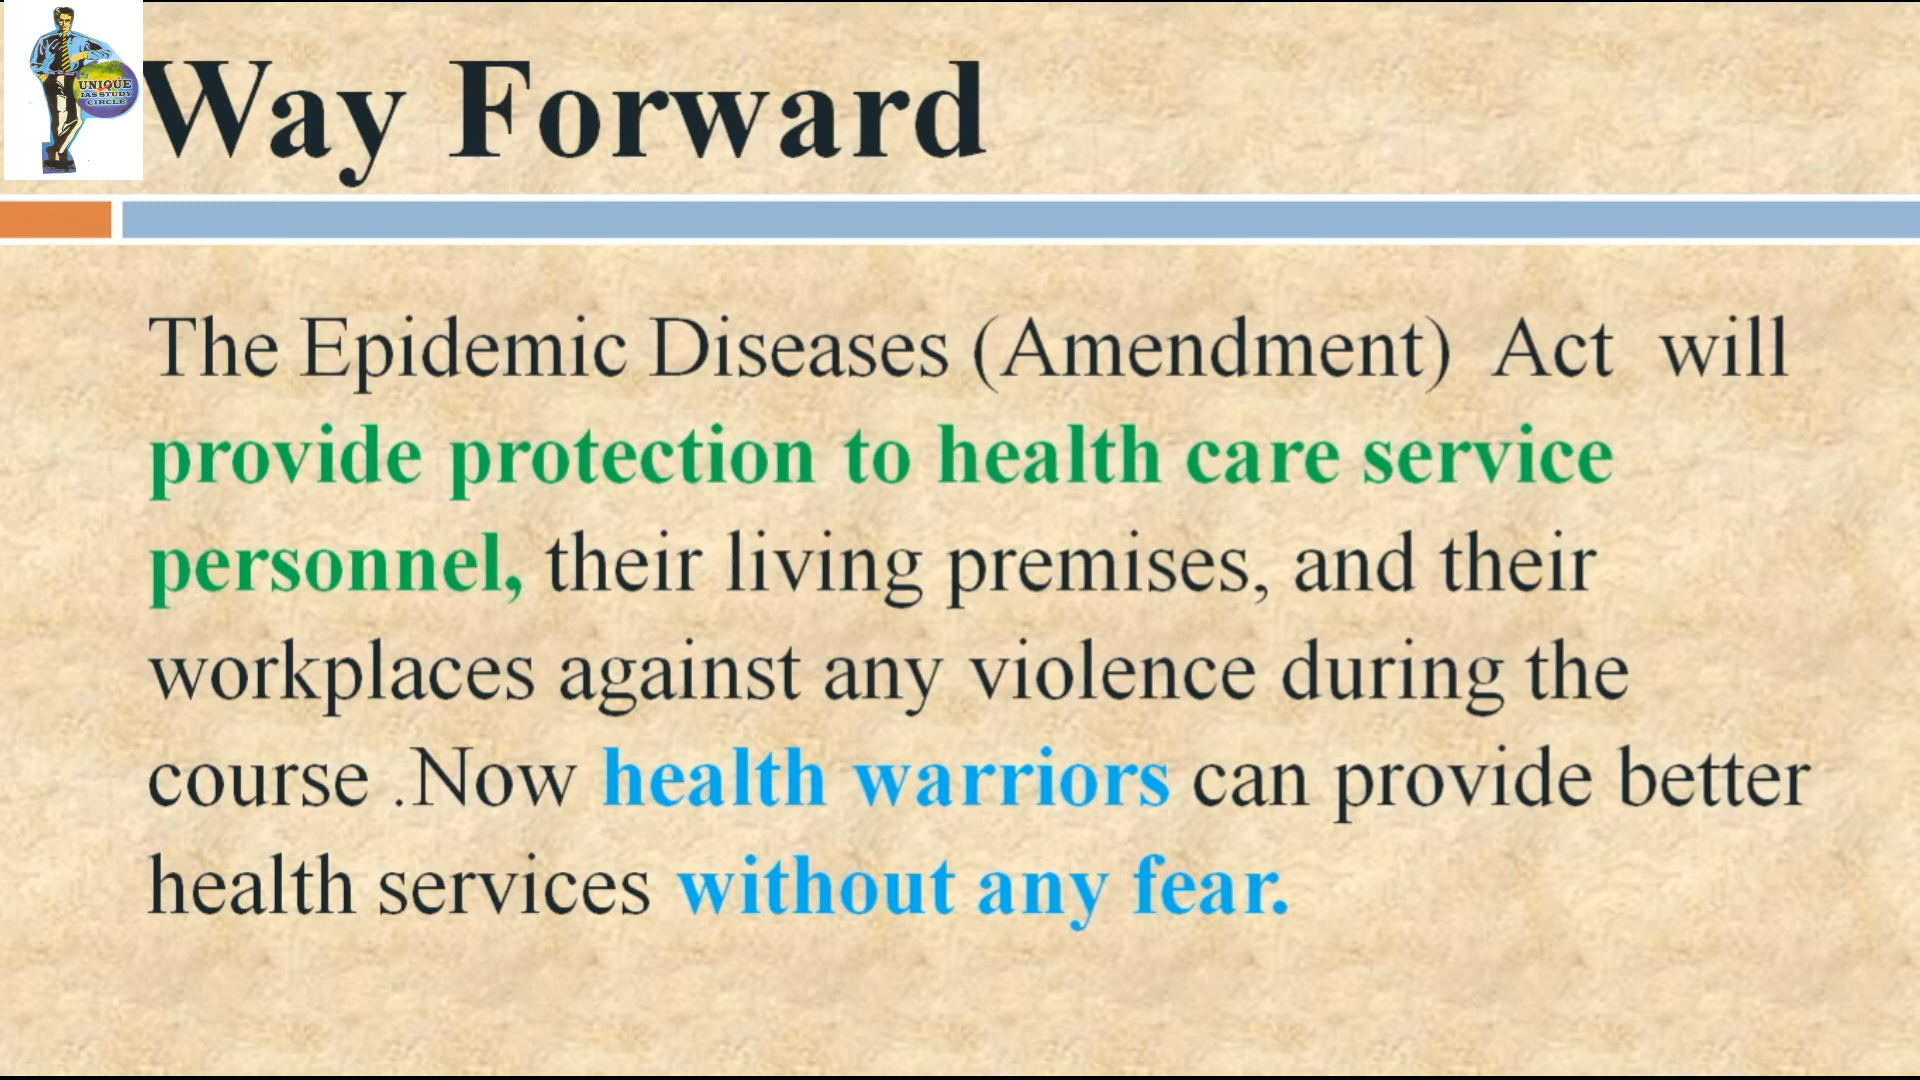 UNIQUE
IAS STUDY
CIRCLE
Way Forward
The Epidemic Diseases (Amendment) Act will
provide protection to health care service
personnel, their living premises, and their
workplaces against any violence during the
course .Now health warriors can provide better
health services without any fear.